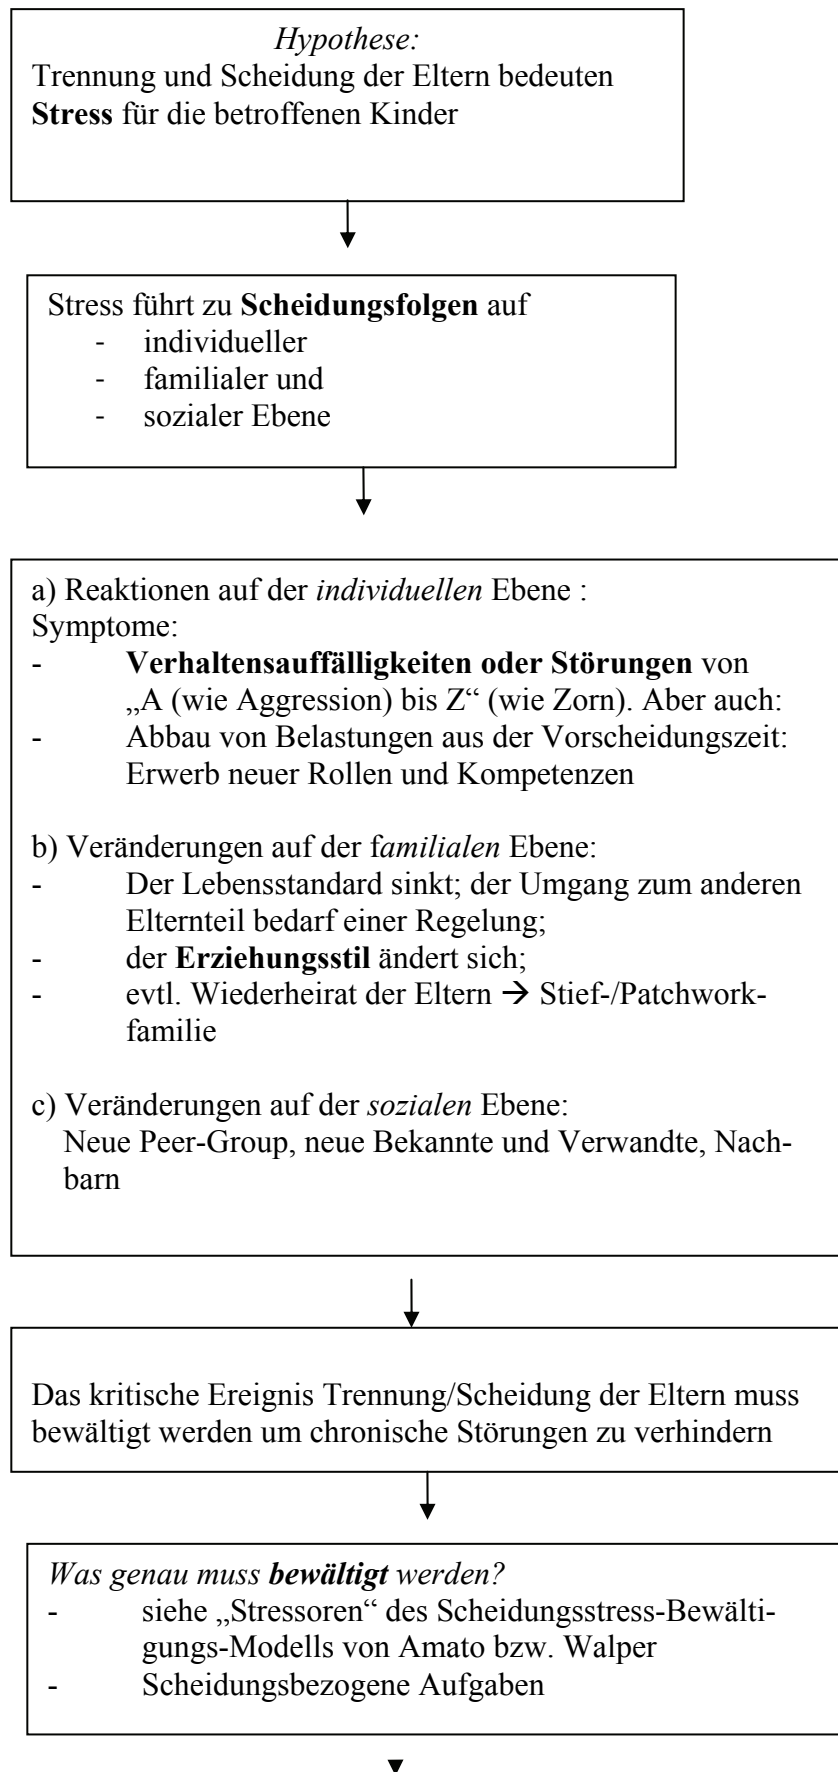 Hypothese:
Trennung und Scheidung der Eltern bedeuten
Stress für die betroffenen Kinder
Stress führt zu Scheidungsfolgen auf
- individueller
- familialer und
- sozialer Ebene
a) Reaktionen auf der individuellen Ebene :
Symptome:
- Verhaltensauffälligkeiten oder Störungen von
„A (wie Aggression) bis Z“ (wie Zorn). Aber auch:
- Abbau von Belastungen aus der Vorscheidungszeit:
Erwerb neuer Rollen und Kompetenzen
b) Veränderungen auf der familialen Ebene:
- Der Lebensstandard sinkt; der Umgang zum anderen
Elternteil bedarf einer Regelung;
- der Erziehungsstil ändert sich;
- evtl. Wiederheirat der Eltern → Stief-/Patchwork-
familie
c) Veränderungen auf der sozialen Ebene:
Neue Peer-Group, neue Bekannte und Verwandte, Nach-
barn
Das kritische Ereignis Trennung/Scheidung der Eltern muss
bewältigt werden um chronische Störungen zu verhindern
Was genau muss bewältigt werden?
- siehe „Stressoren“ des Scheidungsstress-Bewälti-
gungs-Modells von Amato bzw. Walper
- Scheidungsbezogene Aufgaben